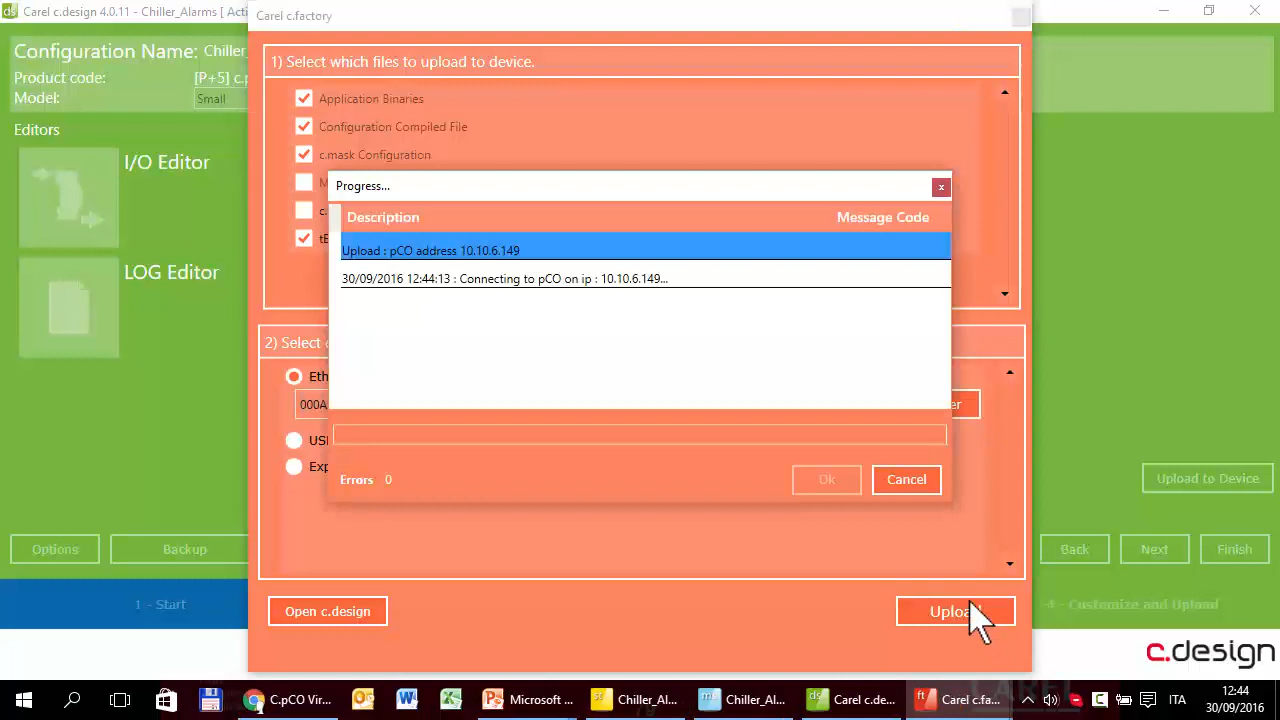 Carel c.design 4.0.11 - Chiller_Alarms [ Acti
Carel c.factory
Configuration Name: Chiller_
Product code: [P+5] c.p
Model: Small
Editors
I/O Editor
LOG Editor
1) Select which files to upload to device.
Application Binaries
Configuration Compiled File
c.mask Configuration
M
c.
tE
Progress...
x
Description Message Code
Upload : pCO address 10.10.6.149
30/09/2016 12:44:13 : Connecting to pCO on ip : 10.10.6.149...
Errors 0
Ok
Cancel
2) Select
Eth
000A
er
USI
Exp
Upload to Device
Options
Backup
Back
Next
Finish
1 - Start
4 - Customize and Upload
Open c.design
Upload
c.design
C.pCO Vir...
Microsoft ...
Chiller_Al...
Chiller_Al...
Carel c.de...
Carel c.fa...
CAREL
ITA
12:44
30/09/2016